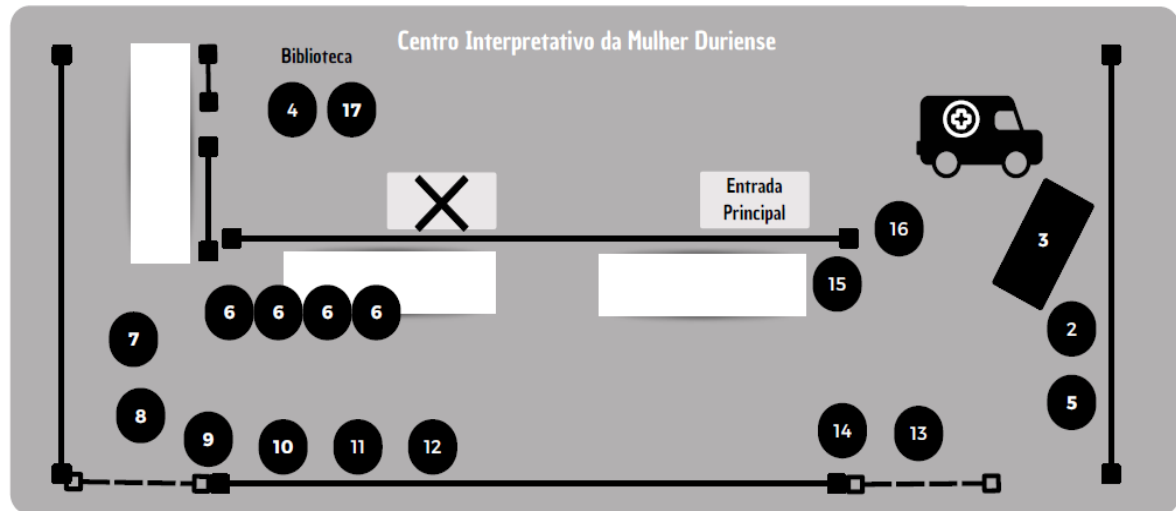 Centro Interpretativo da Mulher Duriense
Biblioteca
4 17
Entrada
Principal
16
3
15
6 6 6 6
2
7
5
8
9 10 11 12
14 13